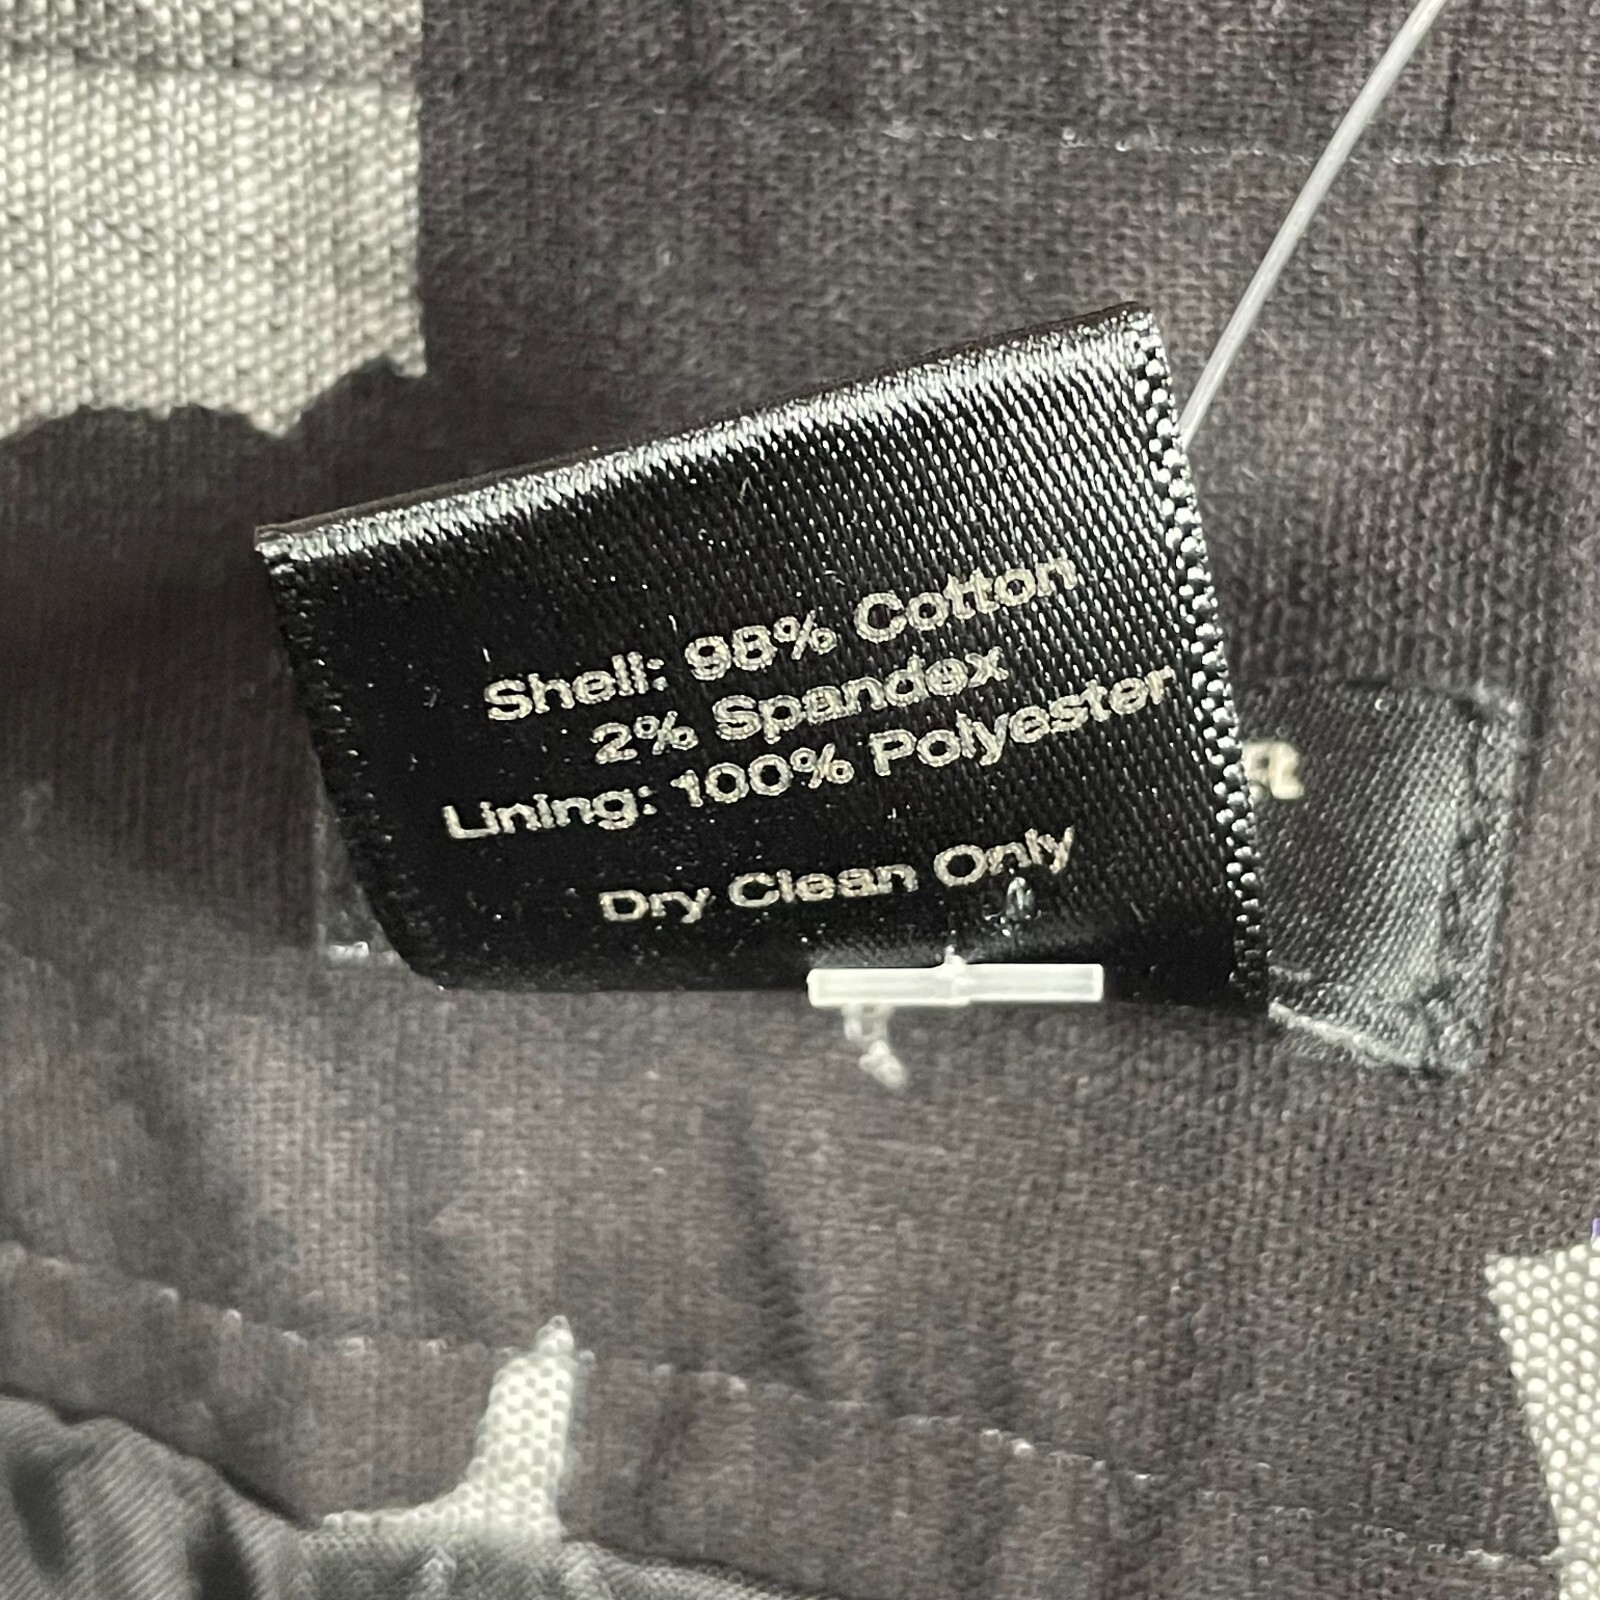 Shell: 98% Cotton
2% Spandex
Lining: 100% Polyester
Dry Clean Only